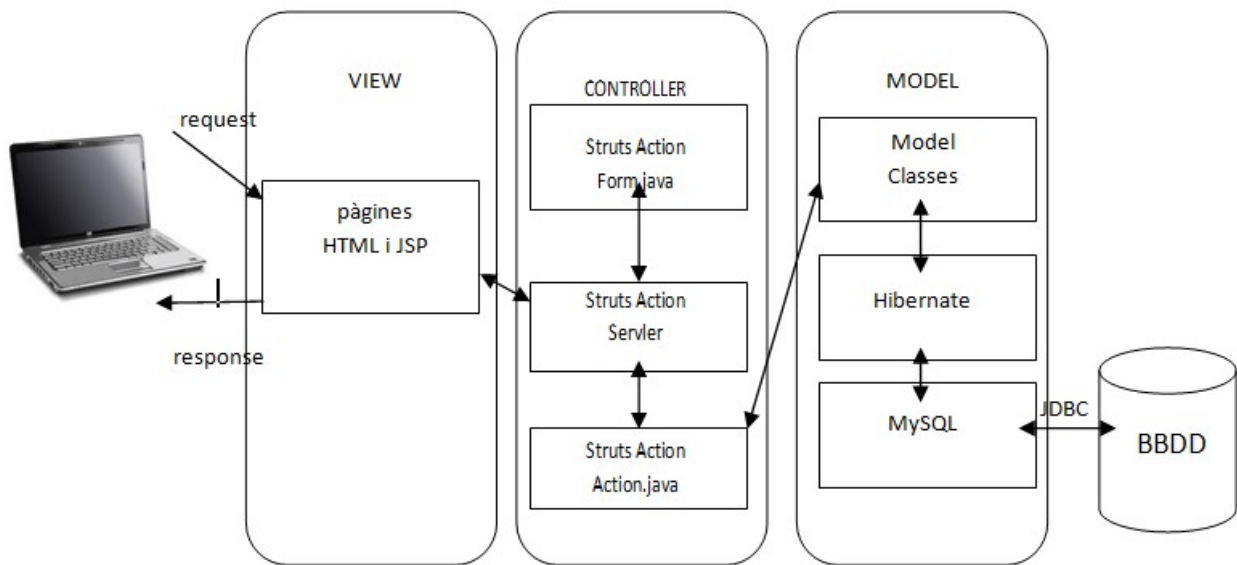 VIEW
CONTROLLER
MODEL
request
response
pàgines
HTML i JSP
Struts Action
Form.java
Struts Action
Servler
Struts Action
Action.java
Model
Classes
Hibernate
MySQL
JDBC
BBDD